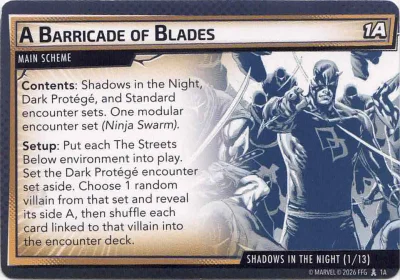 A BARRICADE OF BLADES
1A
MAIN SCHEME
Contents: Shadows in the Night,
Dark Protégé, and Standard
encounter sets. One modular
encounter set (Ninja Swarm).
Setup: Put each The Streets
Below environment into play.
Set the Dark Protégé encounter
set aside. Choose 1 random
villain from that set and reveal
its side A, then shuffle each
card linked to that villain into
the encounter deck.
SHADOWS IN THE NIGHT (1/13)
© MARVEL © 2026 FFG 1A